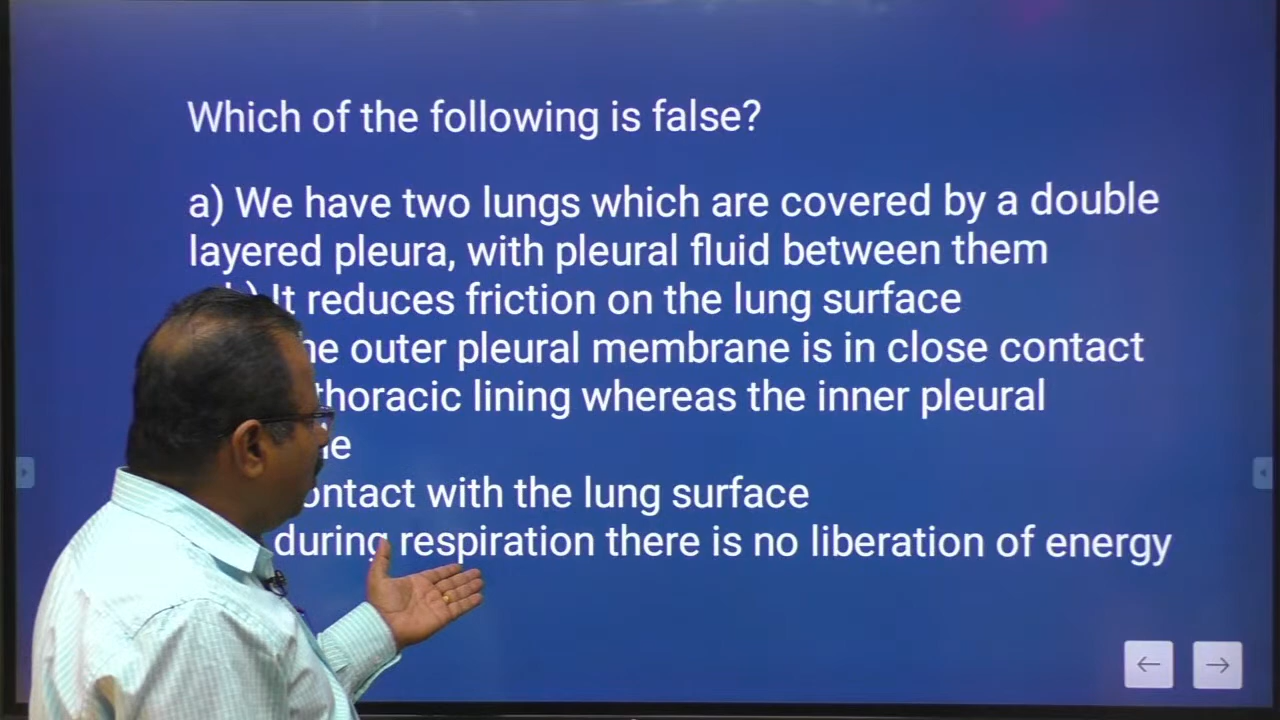 Which of the following is false?
a) We have two lungs which are covered by a double
layered pleura, with pleural fluid between them
It reduces friction on the lung surface
outer pleural membrane is in close contact
thoracic lining whereas the inner pleural
contact with the lung surface
during respiration there is no liberation of energy